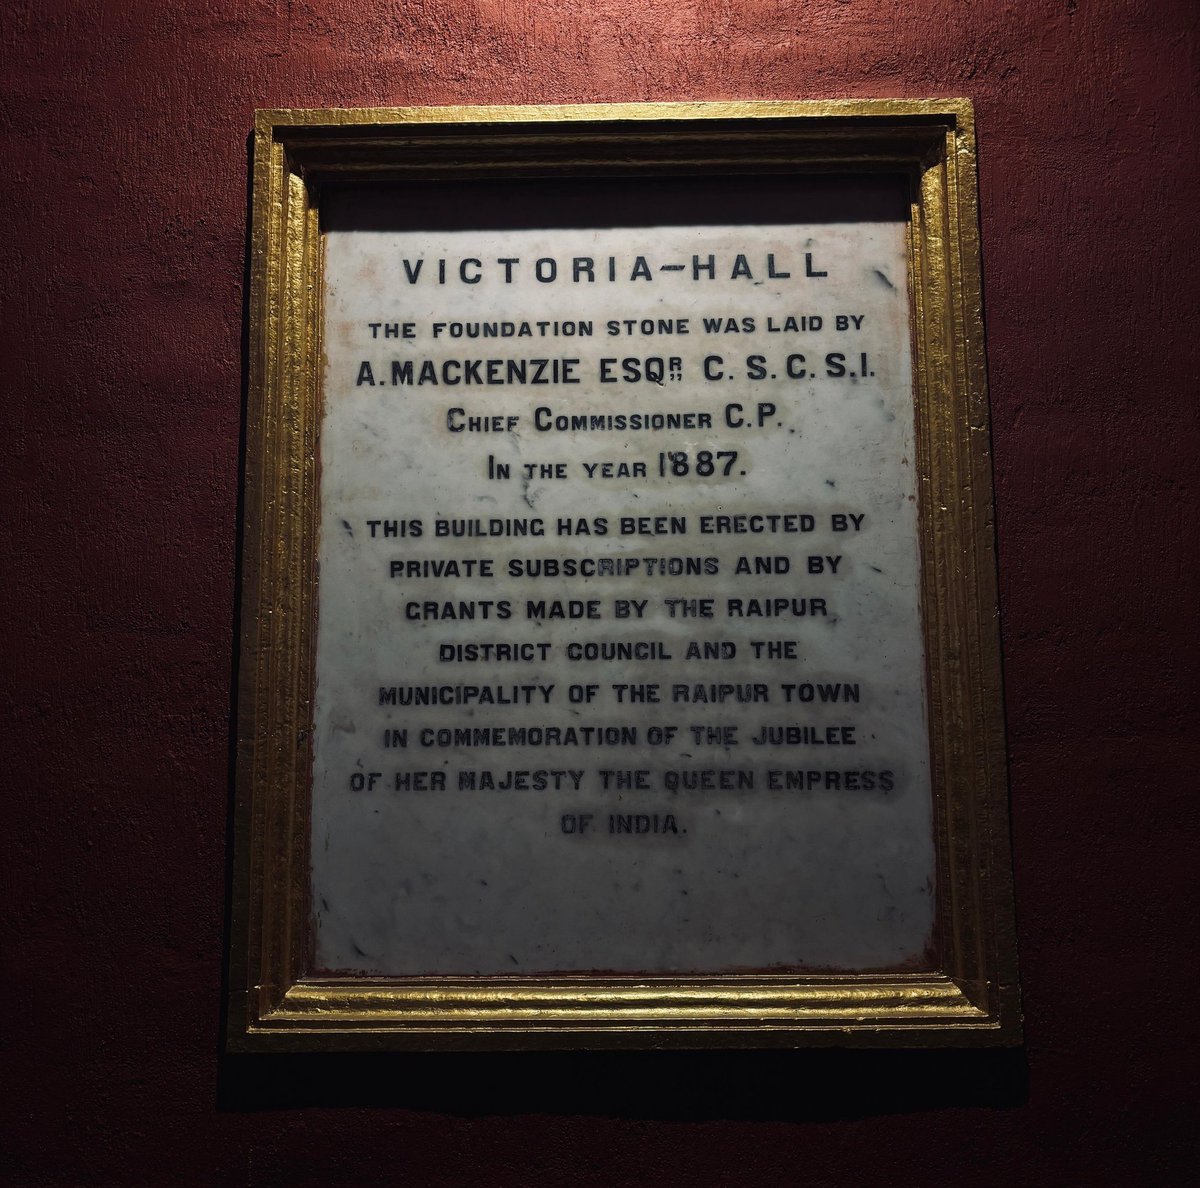 VICTORIA-HALL
THE FOUNDATION STONE WAS LAID BY
A. MACKENZIE ESQR C. S. C. S. I.
CHIEF COMMISSIONER C.P.
IN THE YEAR 1887.
THIS BUILDING HAS BEEN ERECTED BY
PRIVATE SUBSCRIPTIONS AND BY
GRANTS MADE BY THE RAIPUR
DISTRICT COUNCIL AND THE
MUNICIPALITY OF THE RAIPUR TOWN
IN COMMEMORATION OF THE JUBILEE
OF HER MAJESTY THE QUEEN EMPRESS
OF INDIA.